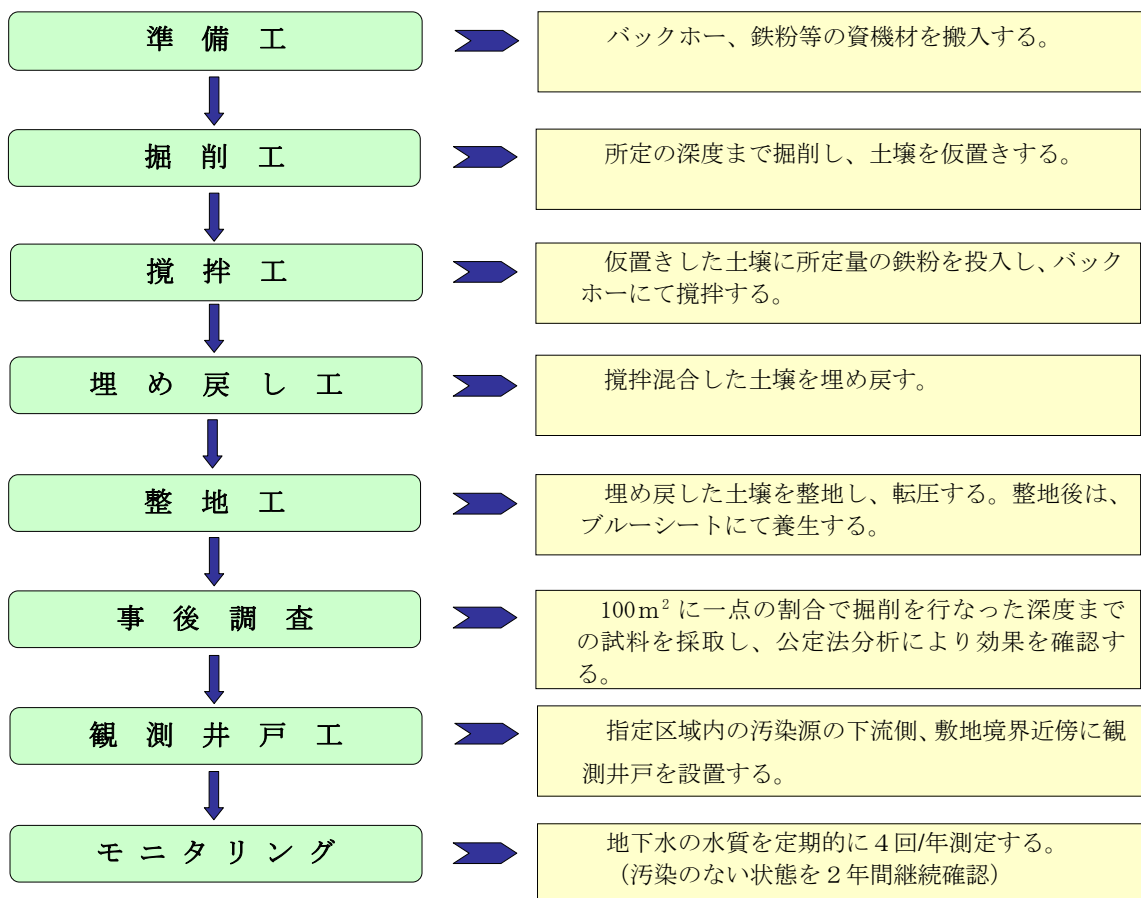 準備工
バックホー、鉄粉等の資機材を搬入する。
掘削工
所定の深度まで掘削し、土壌を仮置きする。
撹拌工
仮置きした土壌に所定量の鉄粉を投入し、バック
ホーにて撹拌する。
埋め戻し工
撹拌混合した土壌を埋め戻す。
整地工
埋め戻した土壌を整地し、転圧する。整地後は、
ブルーシートにて養生する。
事後調査
100m²に一点の割合で掘削を行なった深度まで
の試料を採取し、公定法分析により効果を確認す
る。
観測井戸工
指定区域内の汚染源の下流側、敷地境界近傍に観
測井戸を設置する。
モニタリング
地下水の水質を定期的に４回/年測定する。
（汚染のない状態を２年間継続確認）